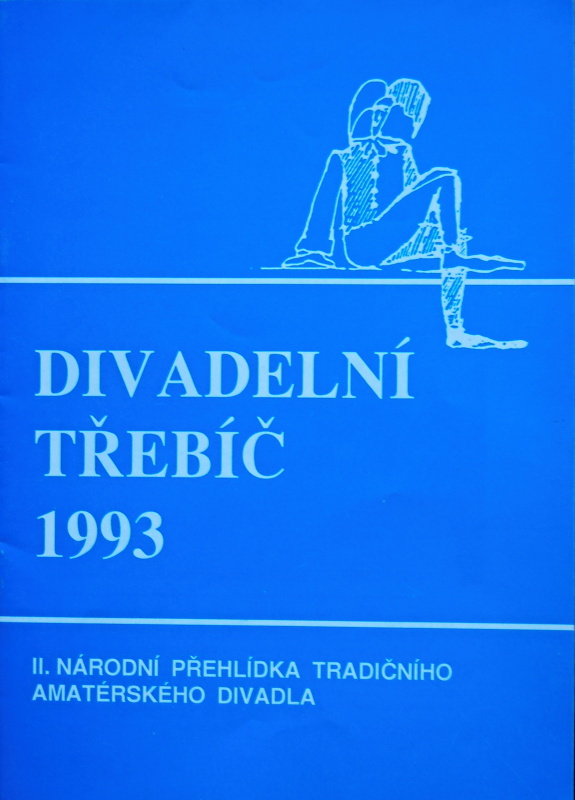 DIVADELNÍ
TŘEBÍČ
1993
II. NÁRODNÍ PŘEHLÍDKA TRADIČNÍHO
AMATÉRSKÉHO DIVADLA